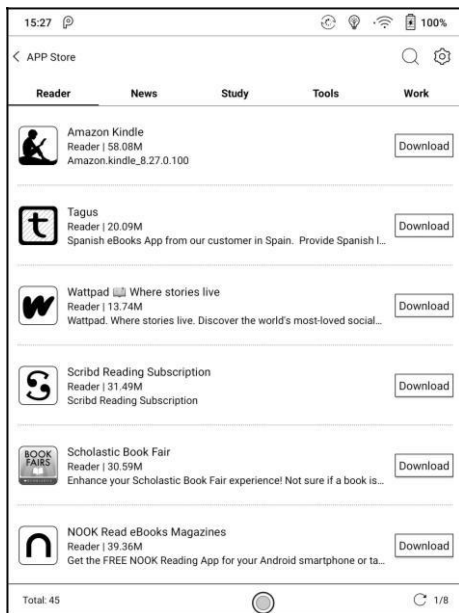 15:27 100%
APP Store
Reader News Study Tools Work
Amazon Kindle
Reader | 58.08M
Amazon.kindle_8.27.0.100
Download
t
Tagus
Reader | 20.09M
Spanish eBooks App from our customer in Spain. Provide Spanish l...
Download
w
Wattpad 📖 Where stories live
Reader | 13.74M
Wattpad. Where stories live. Discover the world's most-loved social...
Download
Scribd Reading Subscription
Reader | 31.49M
Scribd Reading Subscription
Download
BOOK
FAIRS
Scholastic Book Fair
Reader | 30.59M
Enhance your Scholastic Book Fair experience! Not sure if a book is...
Download
n
NOOK Read eBooks Magazines
Reader | 39.36M
Get the FREE NOOK Reading App for your Android smartphone or ta...
Download
Total: 45 1/8